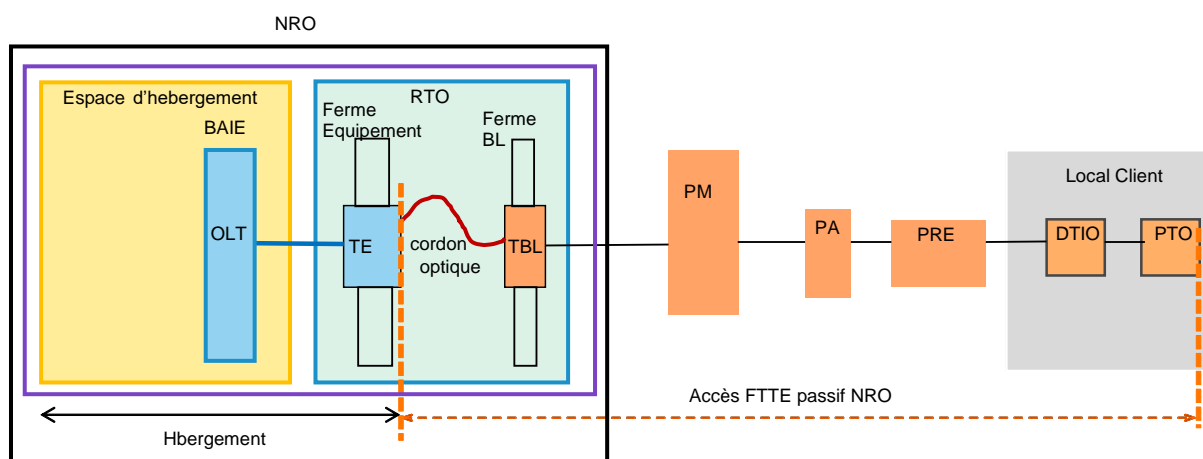 NRO
Espace d'hebergement
BAIE
OLT
RTO
Ferme
Equipement
Ferme
BL
TE
cordon
optique
TBL
PM
PA
PRE
Local Client
DTIO
PTO
Hbergement
Accès FTTE passif NRO